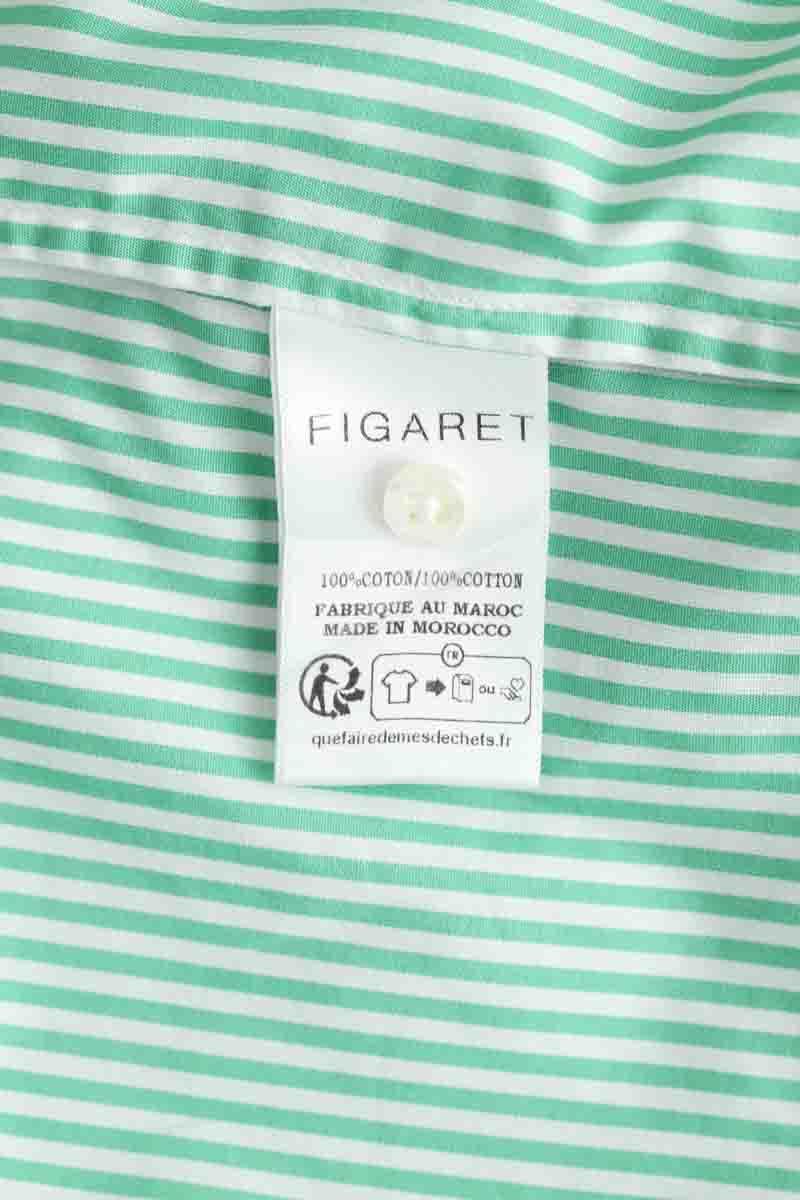 FIGARET
100%COTON/100%COTTON
FABRIQUE AU MAROC
MADE IN MOROCCO
FR
OU
quefairedemesdechets.fr